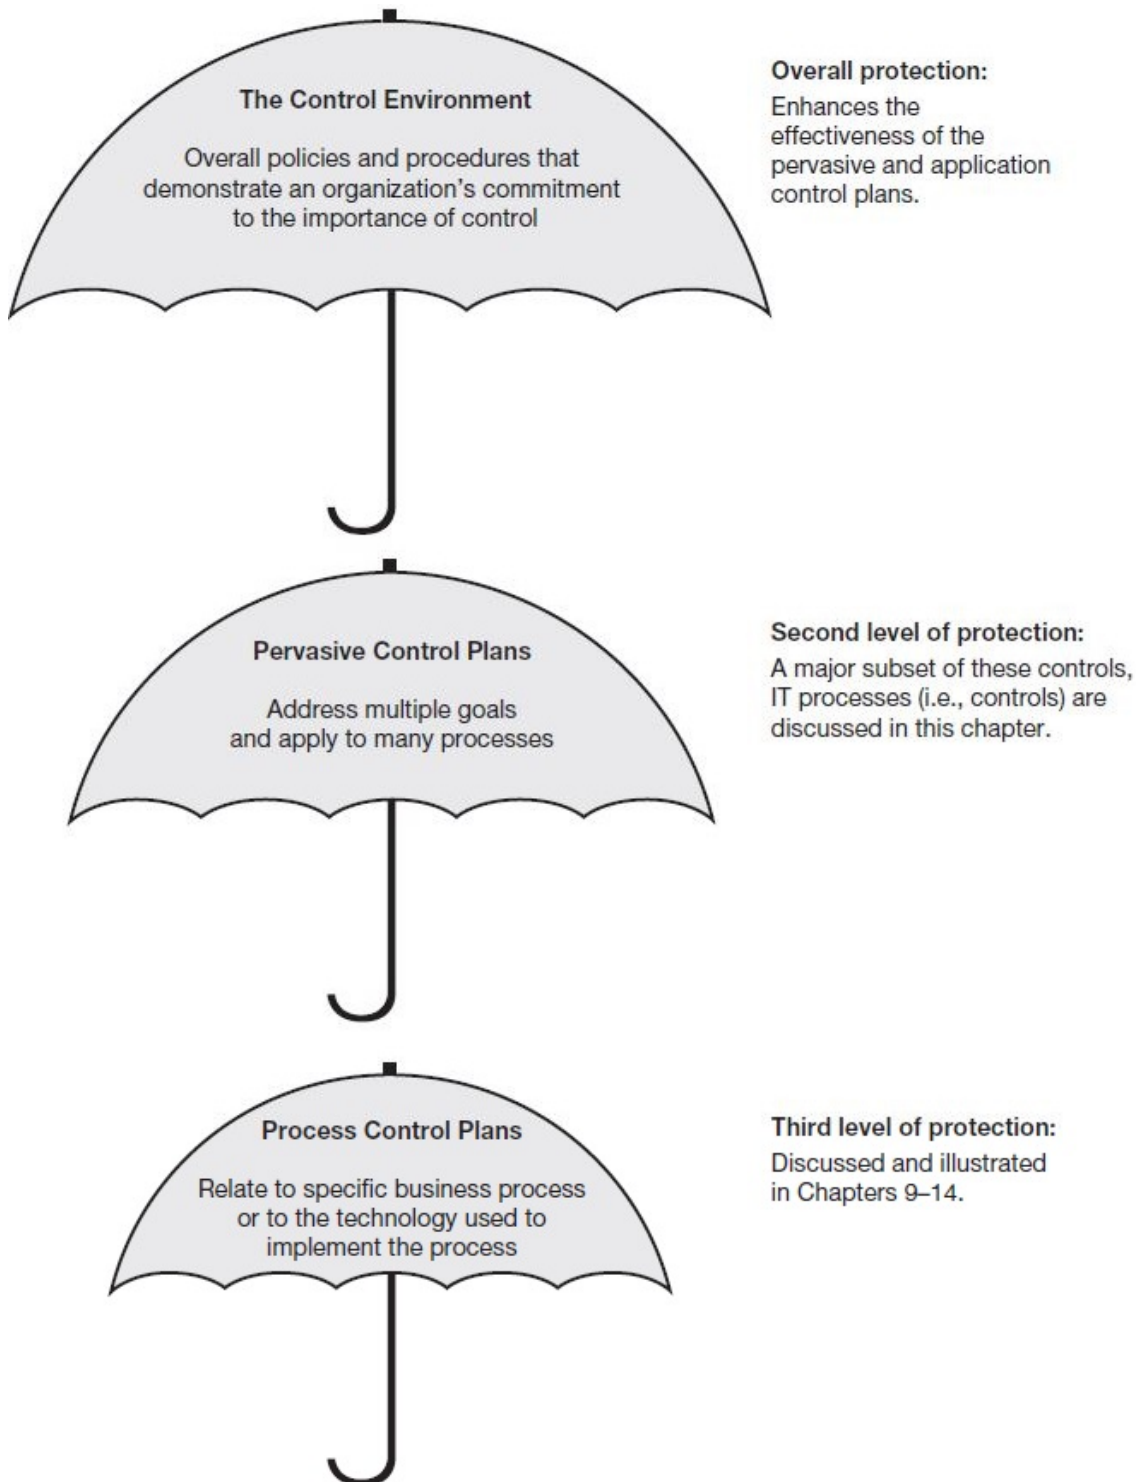 The Control Environment
Overall policies and procedures that
demonstrate an organization's commitment
to the importance of control
Overall protection:
Enhances the
effectiveness of the
pervasive and application
control plans.
Pervasive Control Plans
Address multiple goals
and apply to many processes
Second level of protection:
A major subset of these controls,
IT processes (i.e., controls) are
discussed in this chapter.
Process Control Plans
Relate to specific business process
or to the technology used to
implement the process
Third level of protection:
Discussed and illustrated
in Chapters 9–14.